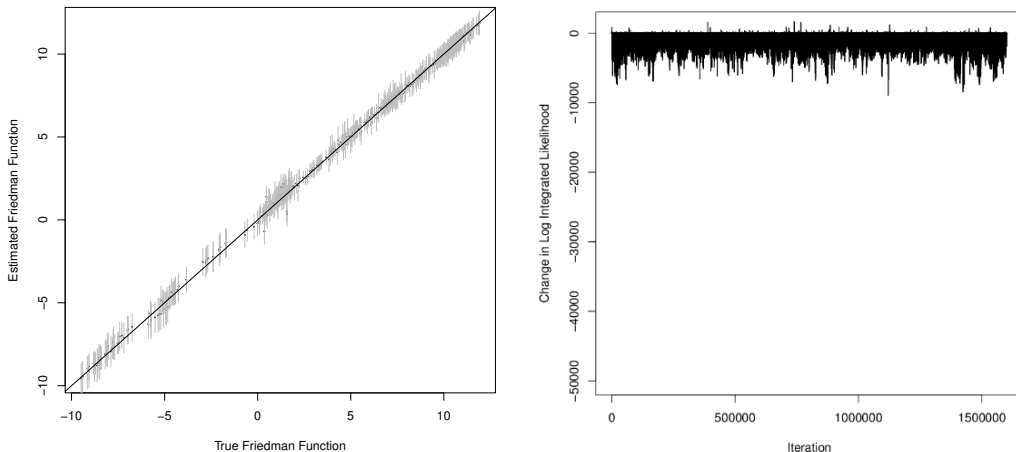 Estimated Friedman Function
10
5
0
−5
−10
−10 −5 0 5 10
True Friedman Function
Change in Log Integrated Likelihood
0
−10000
−20000
−30000
−40000
−50000
0 500000 1000000 1500000
Iteration